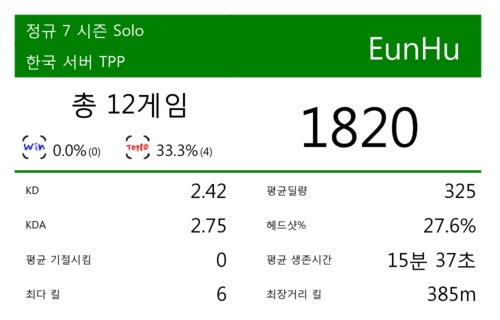 정규 7 시즌 Solo
한국 서버 TPP
EunHu
총 12게임
Win 0.0% (0) TOP10 33.3% (4)
1820
KD 2.42
평균딜량 325
KDA 2.75
헤드샷% 27.6%
평균 기절시킴 0
평균 생존시간 15분 37초
최다 킬 6
최장거리 킬 385m